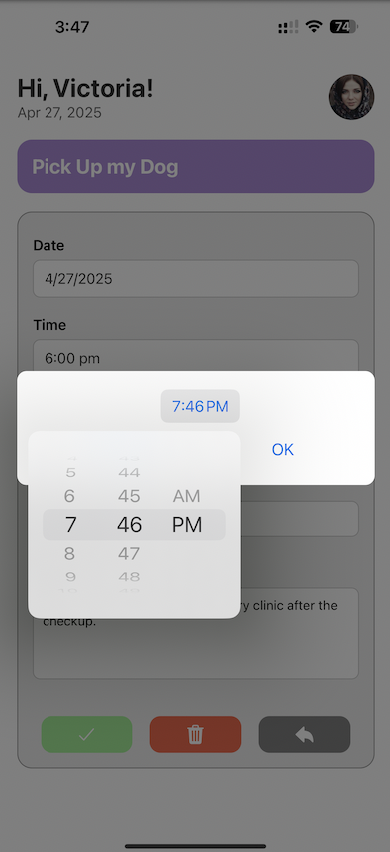 3:47
74
Hi, Victoria!
Apr 27, 2025
Pick Up my Dog
Date
4/27/2025
Time
6:00 pm
7:46 PM
OK
44
5 44
6 45 AM
7 46 PM
8 47
9 48
ry clinic after the
checkup.